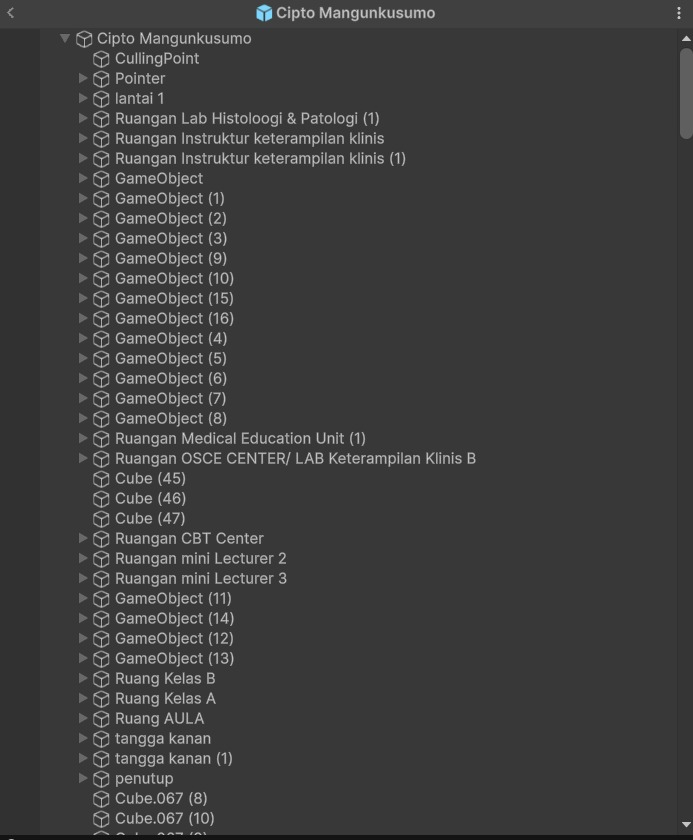 Cipto Mangunkusumo
Cipto Mangunkusumo
CullingPoint
Pointer
lantai 1
Ruangan Lab Histoloogi & Patologi (1)
Ruangan Instruktur keterampilan klinis
Ruangan Instruktur keterampilan klinis (1)
GameObject
GameObject (1)
GameObject (2)
GameObject (3)
GameObject (9)
GameObject (10)
GameObject (15)
GameObject (16)
GameObject (4)
GameObject (5)
GameObject (6)
GameObject (7)
GameObject (8)
Ruangan Medical Education Unit (1)
Ruangan OSCE CENTER/ LAB Keterampilan Klinis B
Cube (45)
Cube (46)
Cube (47)
Ruangan CBT Center
Ruangan mini Lecturer 2
Ruangan mini Lecturer 3
GameObject (11)
GameObject (14)
GameObject (12)
GameObject (13)
Ruang Kelas B
Ruang Kelas A
Ruang AULA
tangga kanan
tangga kanan (1)
penutup
Cube.067 (8)
Cube.067 (10)